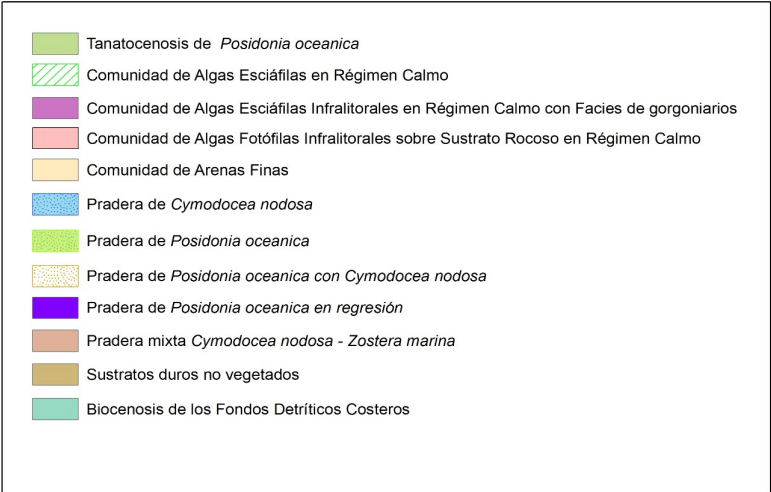 Tanatocenosis de Posidonia oceanica
Comunidad de Algas Esciáfilas en Régimen Calmo
Comunidad de Algas Esciáfilas Infralitorales en Régimen Calmo con Facies de gorgoniarios
Comunidad de Algas Fotófilas Infralitorales sobre Sustrato Rocoso en Régimen Calmo
Comunidad de Arenas Finas
Pradera de Cymodocea nodosa
Pradera de Posidonia oceanica
Pradera de Posidonia oceanica con Cymodocea nodosa
Pradera de Posidonia oceanica en regresión
Pradera mixta Cymodocea nodosa - Zostera marina
Sustratos duros no vegetados
Biocenosis de los Fondos Detríticos Costeros